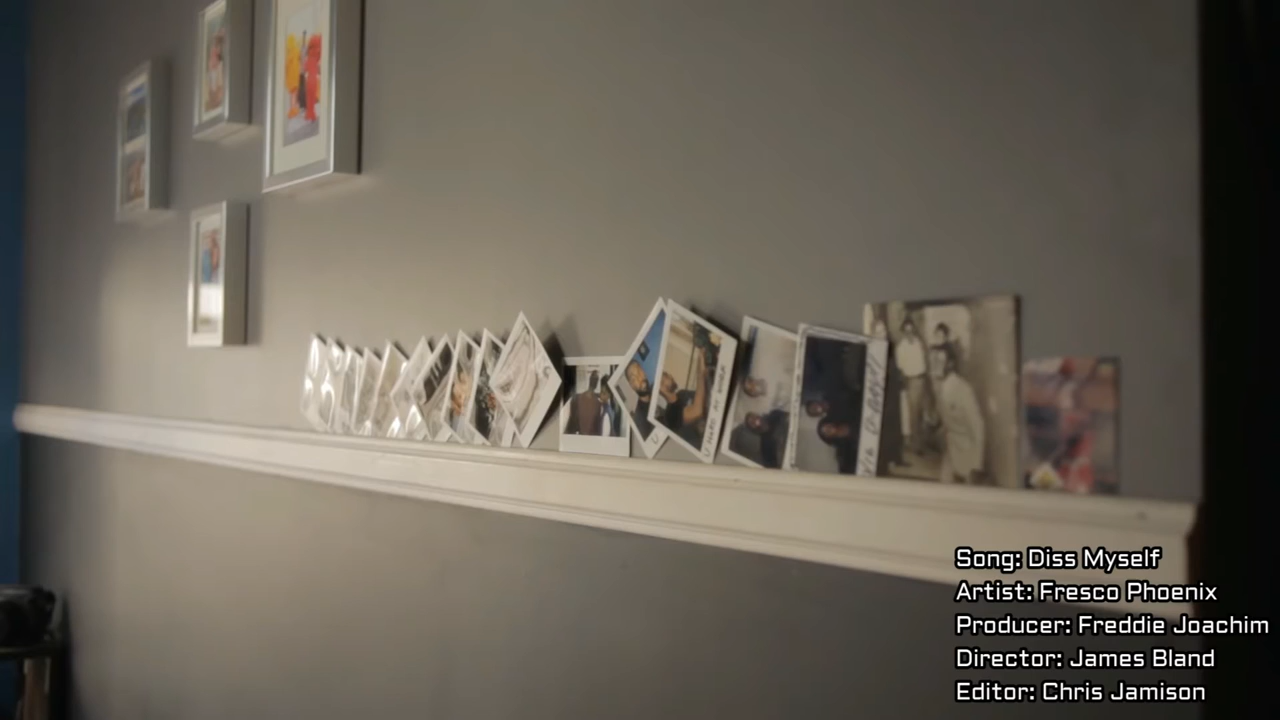 Song: Diss Myself
Artist: Fresco Phoenix
Producer: Freddie Joachim
Director: James Bland
Editor: Chris Jamison